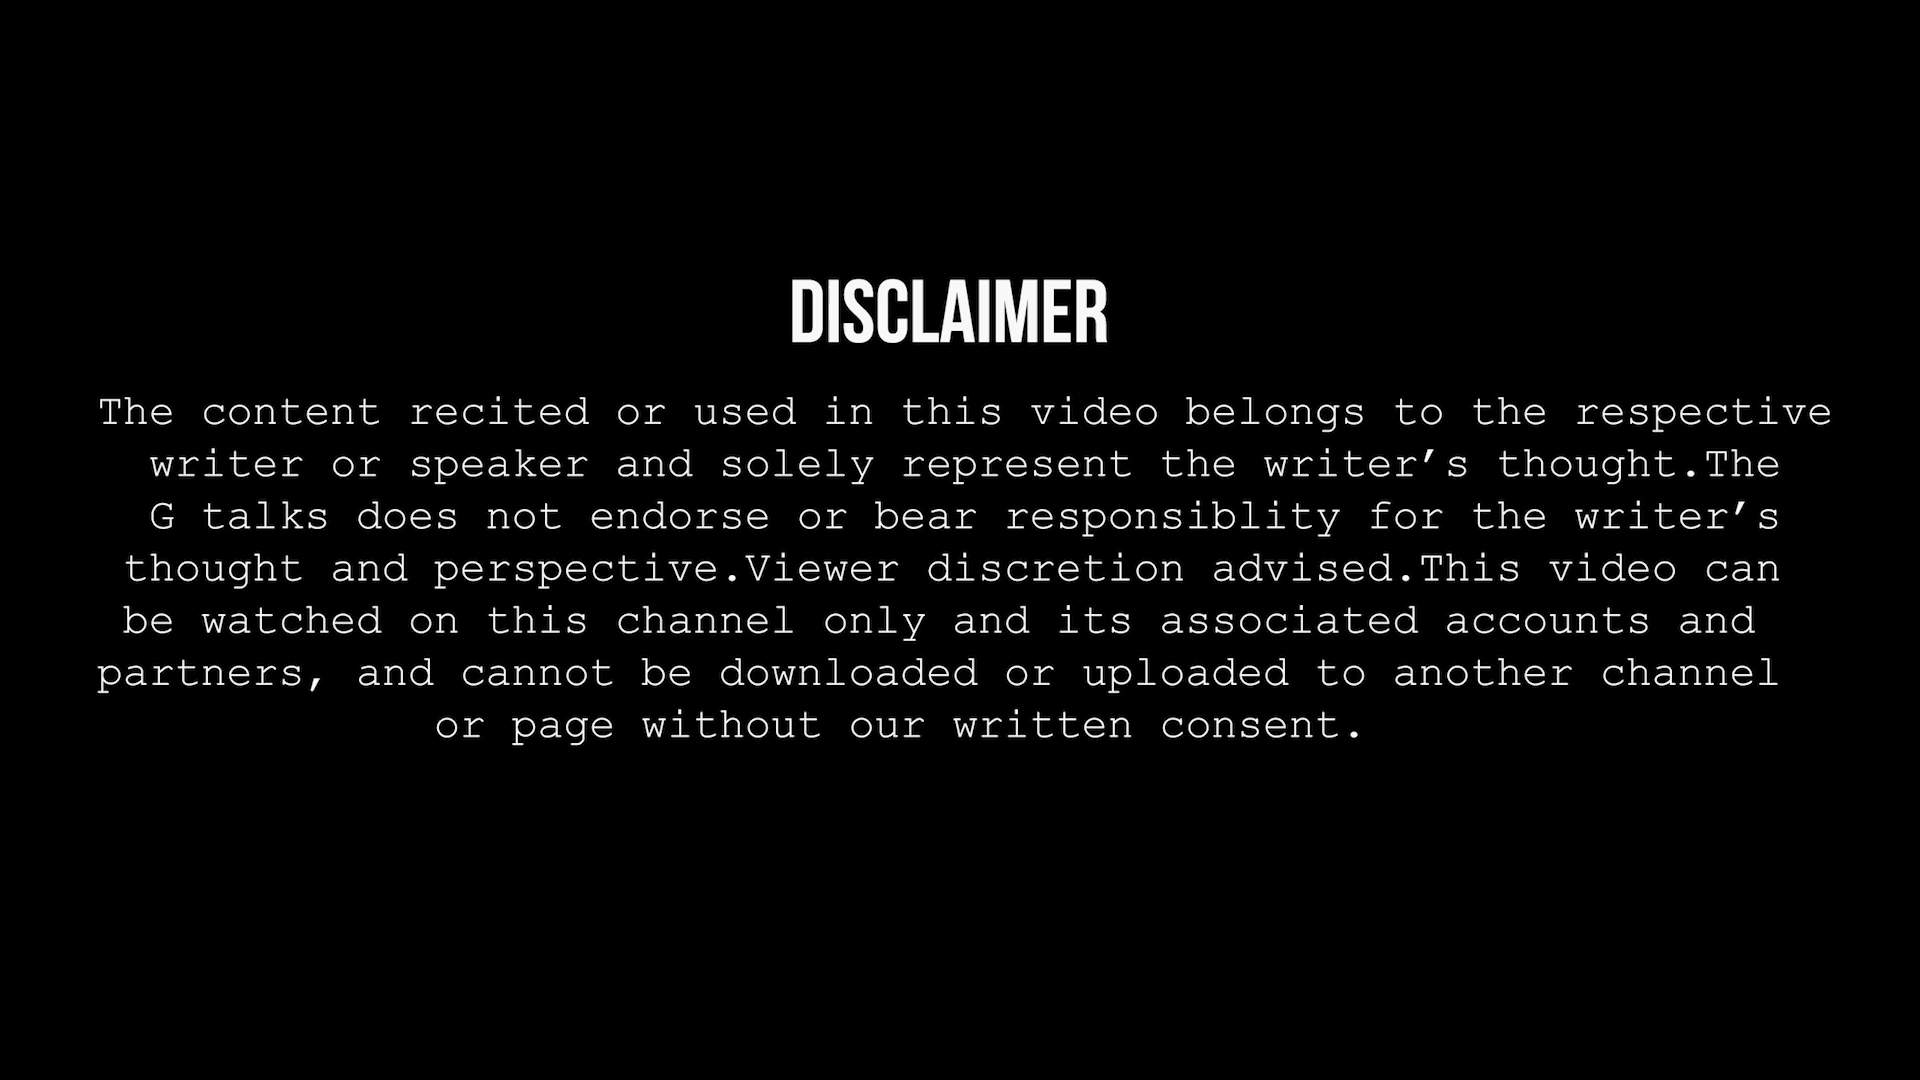 DISCLAIMER
The content recited or used in this video belongs to the respective
writer or speaker and solely represent the writer’s thought.The
G talks does not endorse or bear responsiblity for the writer’s
thought and perspective.Viewer discretion advised.This video can
be watched on this channel only and its associated accounts and
partners, and cannot be downloaded or uploaded to another channel
or page without our written consent.